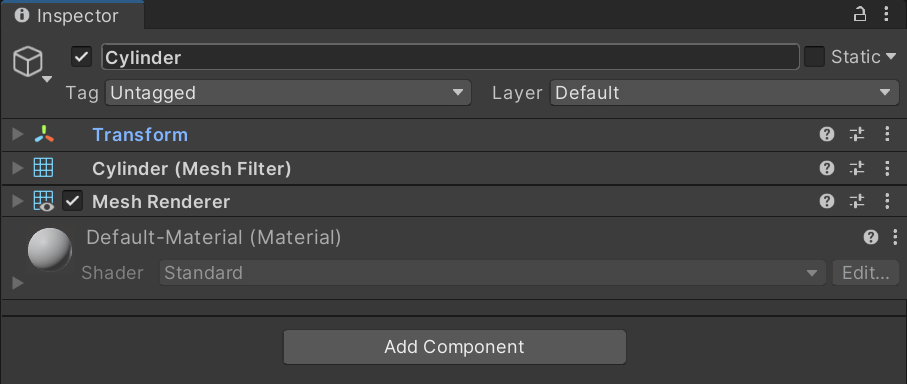 Inspector
Cylinder Static
Tag Untagged Layer Default
Transform
Cylinder (Mesh Filter)
Mesh Renderer
Default-Material (Material)
Shader Standard Edit...
Add Component